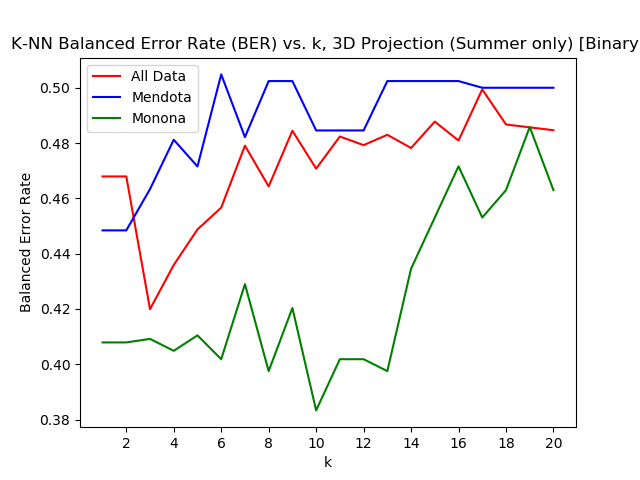 K-NN Balanced Error Rate (BER) vs. k, 3D Projection (Summer only) [Binary
All Data
Mendota
Monona
Balanced Error Rate
0.50
0.48
0.46
0.44
0.42
0.40
0.38
2 4 6 8 10 12 14 16 18 20
k